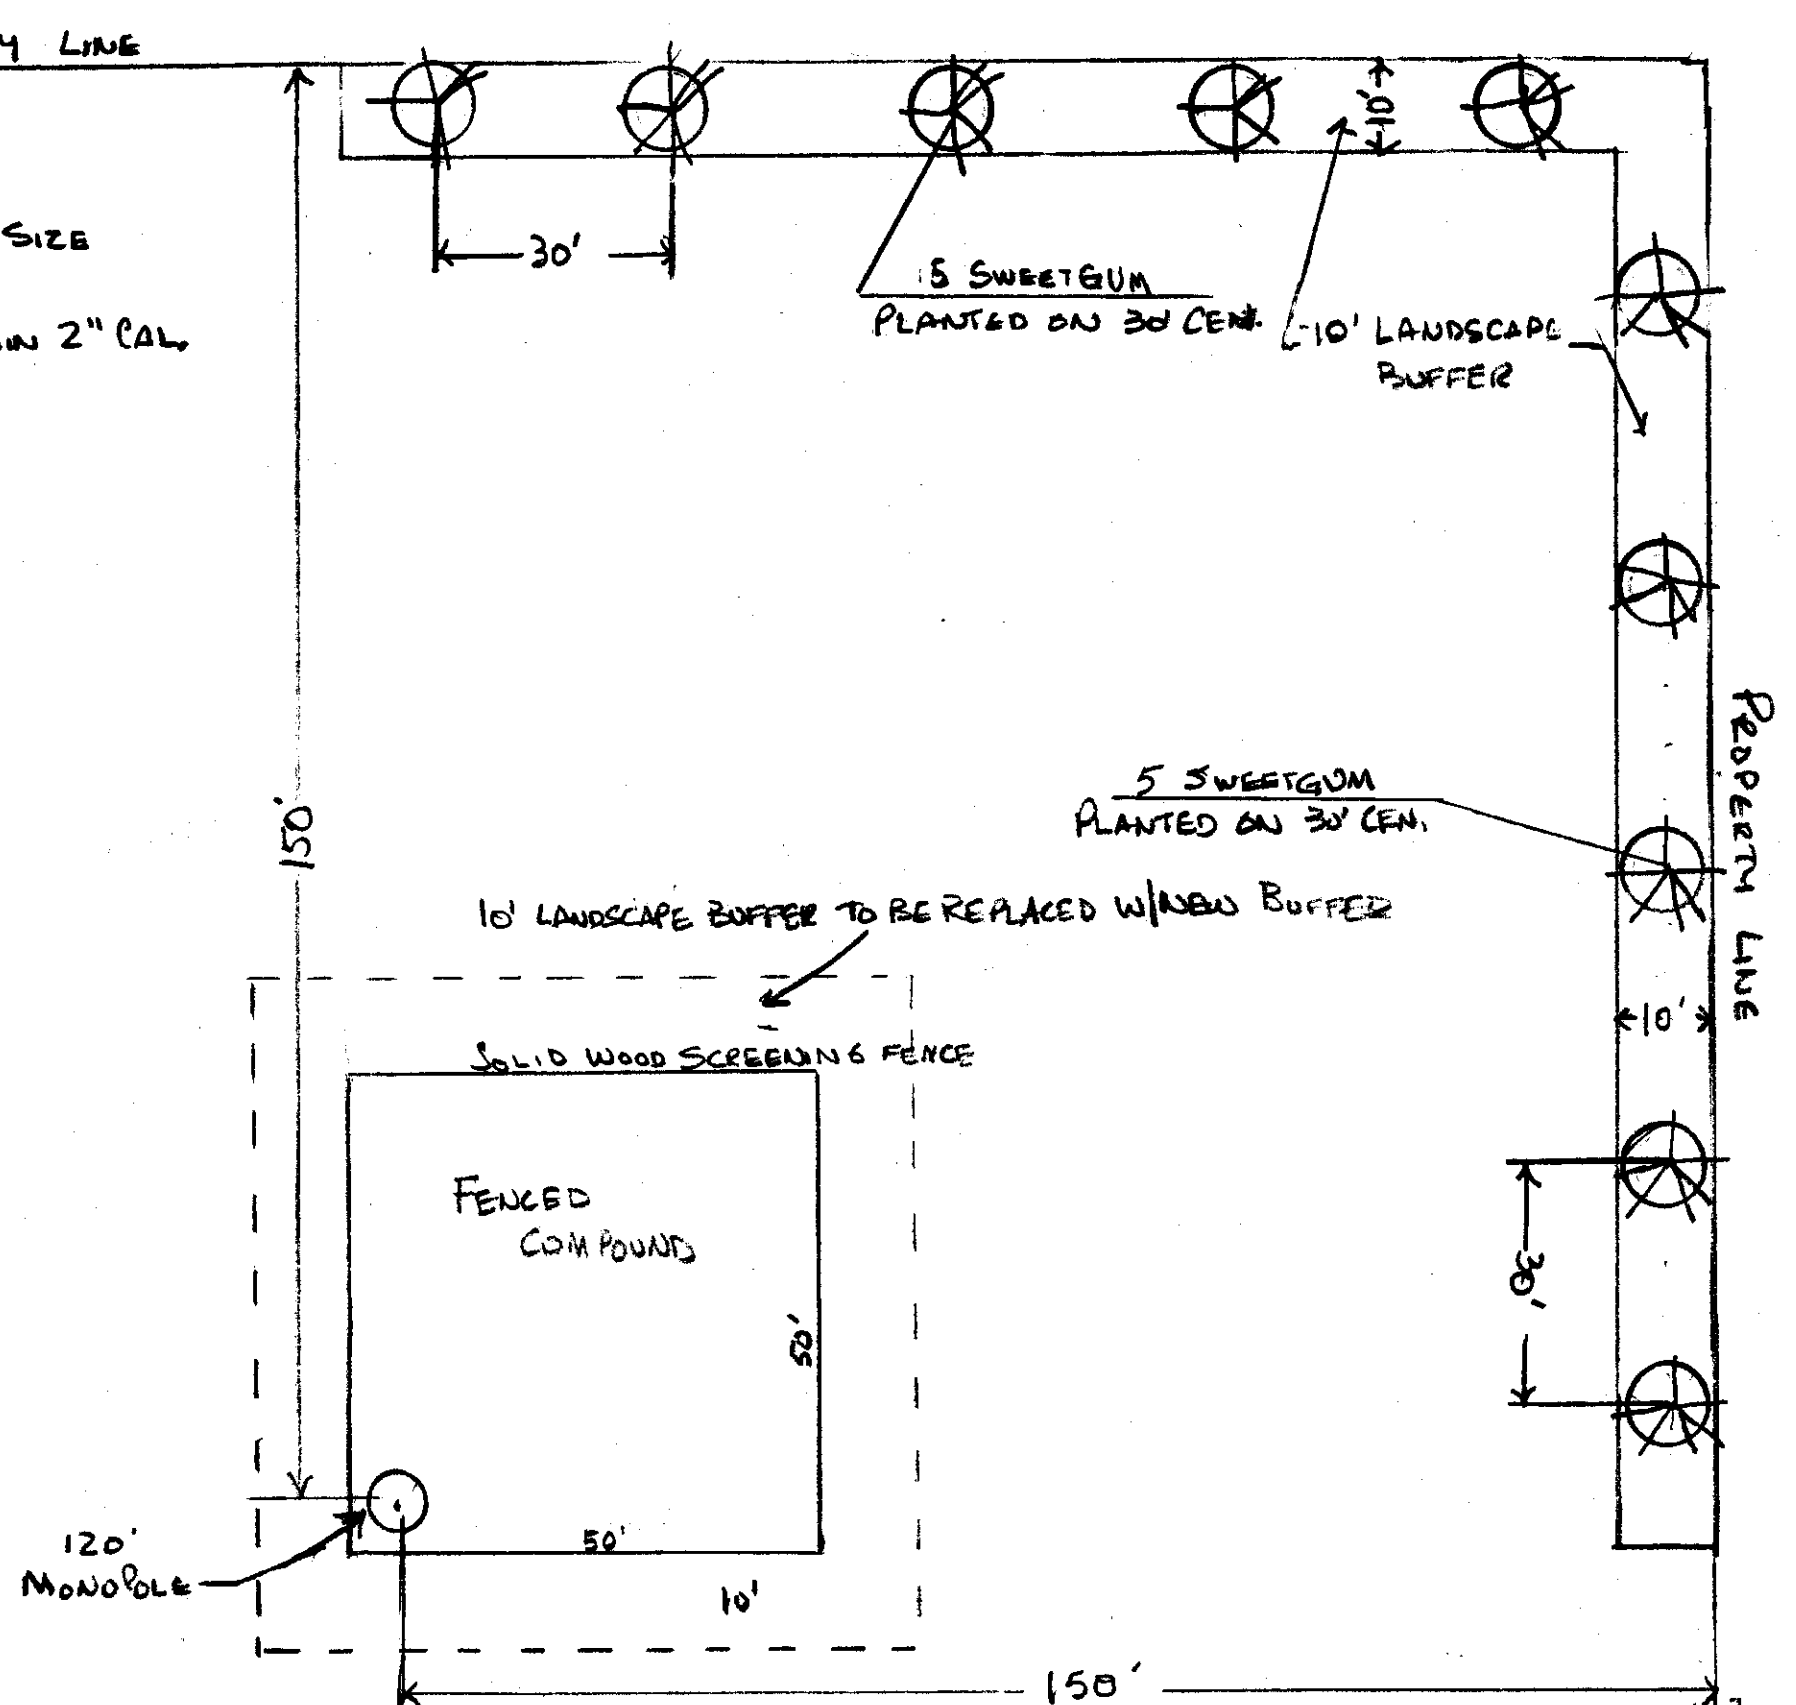 Y LINE
10'
SIZE
30'
5 SWEETGUM
PLANTED ON 30' CEN.
10' LANDSCAPE
BUFFER
IN 2" CAL.
PROPERTY LINE
5 SWEETGUM
PLANTED ON 30' CEN.
150'
10' LANDSCAPE BUFFER TO BE REPLACED W/NEW BUFFER
10'
SOLID WOOD SCREENING FENCE
FENCED
COMPOUND
30'
50'
50'
120'
MONOPOLE
10'
150'